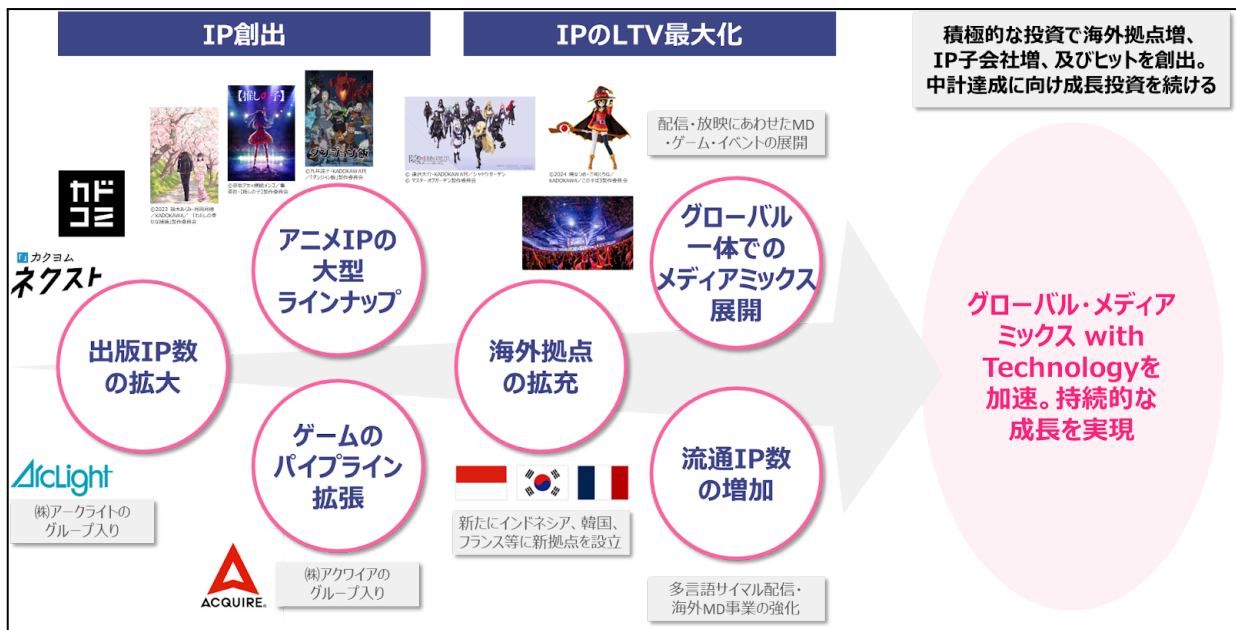 IP創出
IPのLTV最大化
積極的な投資で海外拠点増、
IP子会社増、及びヒットを創出。
中計達成に向け成長投資を続ける
【推しの子】
ダンジョン飯
配信・放映にあわせたMD
・ゲーム・イベントの展開
カド
コミ
カクヨム
ネクスト
アニメIPの
大型
ラインナップ
グローバル
一体での
メディアミックス
展開
出版IP数
の拡大
海外拠点
の拡充
グローバル・メディア
ミックス with
Technologyを
加速。持続的な
成長を実現
ゲームの
パイプライン
拡張
流通IP数
の増加
ArcLight
㈱アークライトの
グループ入り
ACQUIRE.
㈱アクワイアの
グループ入り
新たにインドネシア、韓国、
フランス等に新拠点を設立
多言語サイマル配信・
海外MD事業の強化